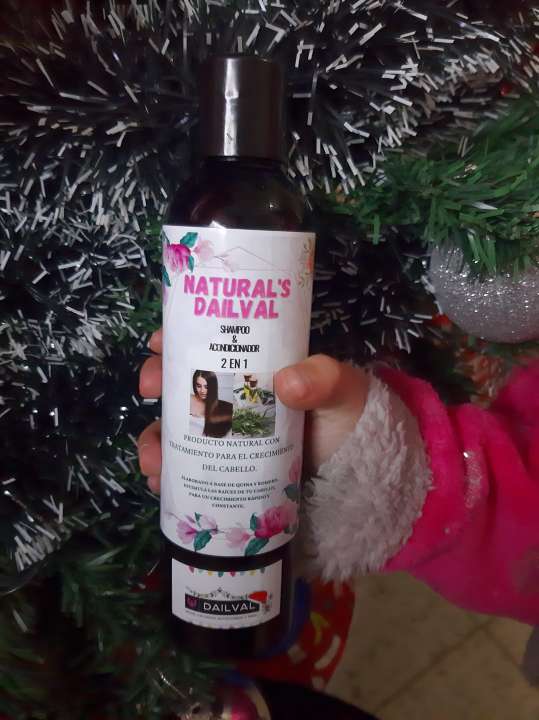 NATURAL'S
DAILVAL
SHAMPOO
&
ACONDICIONADOR
2 EN 1
PRODUCTO NATURAL CON
TRATAMIENTO PARA EL CRECIMIENTO
DEL CABELLO.
ELABORADO A BASE DE QUINA Y ROMERO,
ESTIMULA LAS RAÍCES DE TU CABELLO,
PARA UN CRECIMIENTO RÁPIDO Y
CONSTANTE.
DAILVAL